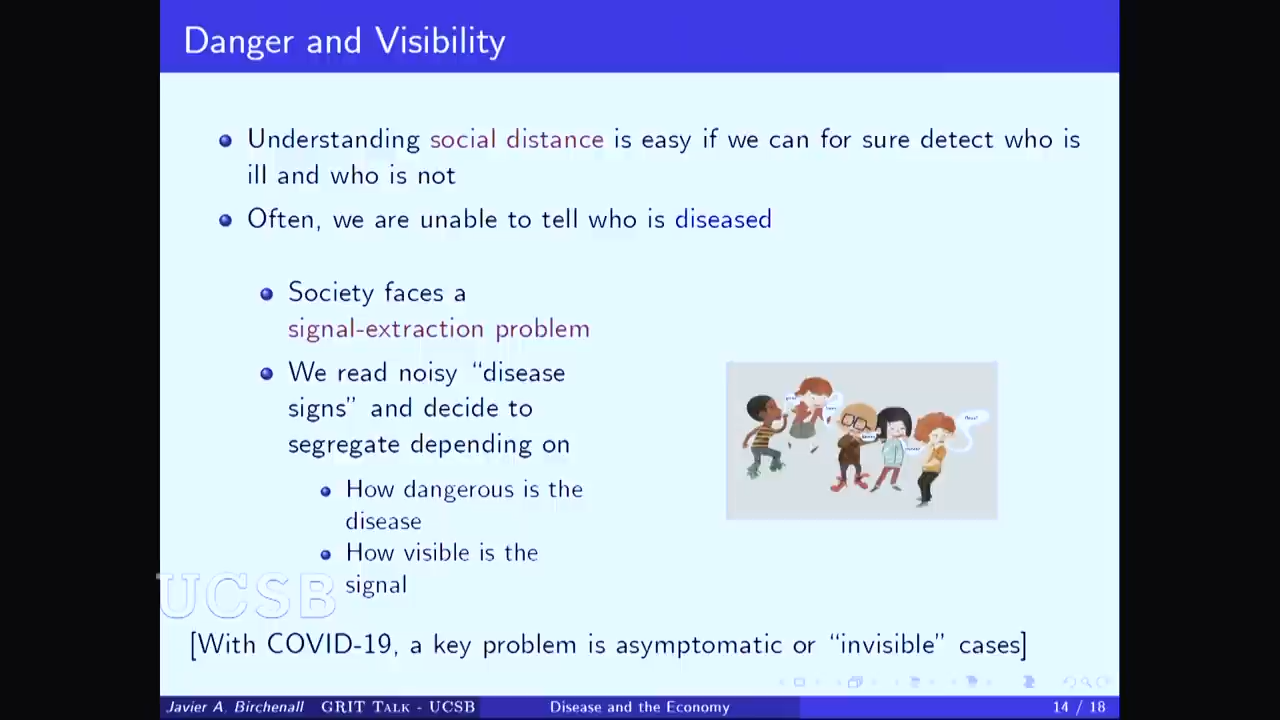 Danger and Visibility
Understanding social distance is easy if we can for sure detect who is
ill and who is not
Often, we are unable to tell who is diseased
Society faces a
signal-extraction problem
We read noisy “disease
signs” and decide to
segregate depending on
How dangerous is the
disease
How visible is the
signal
UCSB
[With COVID-19, a key problem is asymptomatic or “invisible” cases]
Javier A. Birchenall GRIT Talk - UCSB Disease and the Economy 14 / 18